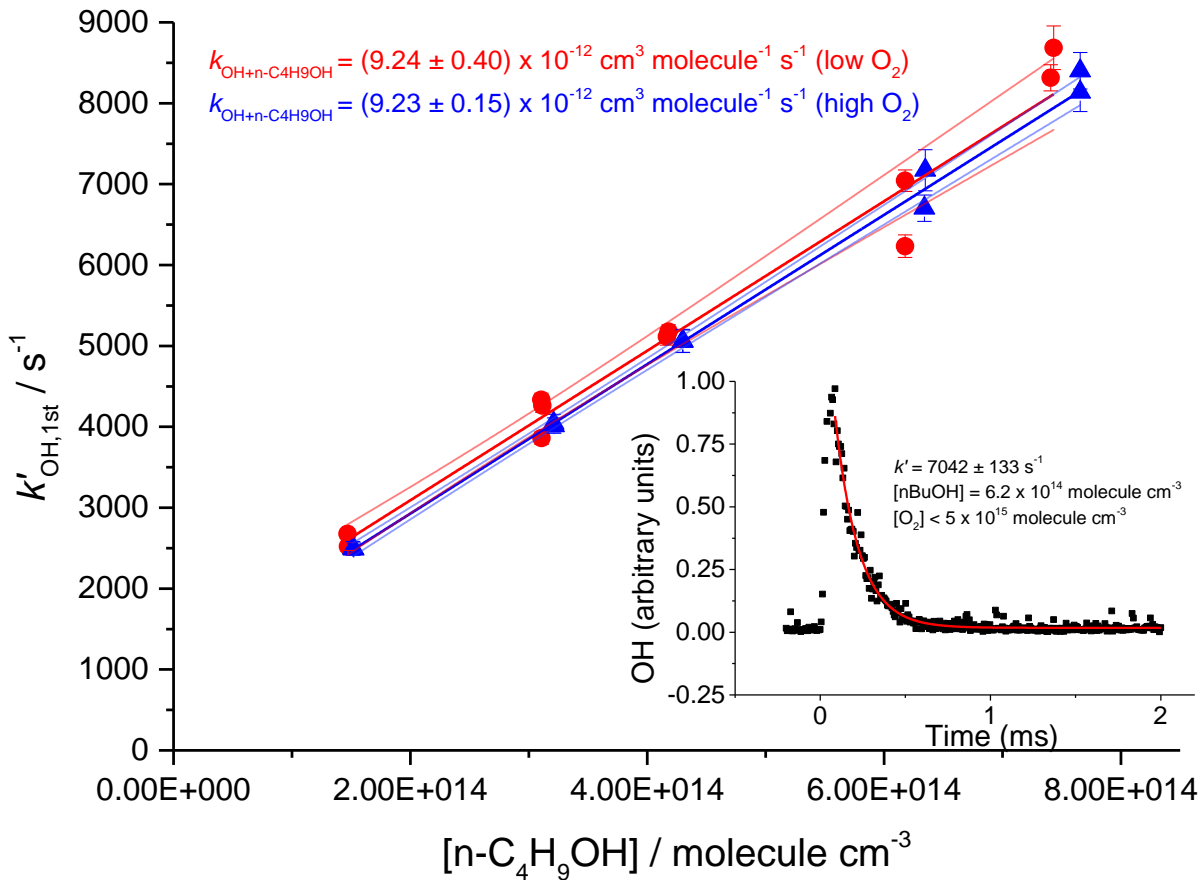 9000
8000
7000
6000
5000
4000
3000
2000
1000
0
k′OH,1st / s-1
kOH+n-C4H9OH = (9.24 ± 0.40) x 10-12 cm3 molecule-1 s-1 (low O2)
kOH+n-C4H9OH = (9.23 ± 0.15) x 10-12 cm3 molecule-1 s-1 (high O2)
1.00
0.75
0.50
0.25
0.00
-0.25
OH (arbitrary units)
k' = 7042 ± 133 s-1
[nBuOH] = 6.2 x 1014 molecule cm-3
[O2] < 5 x 1015 molecule cm-3
0 1 2
Time (ms)
0.00E+000 2.00E+014 4.00E+014 6.00E+014 8.00E+014
[n-C4H9OH] / molecule cm-3